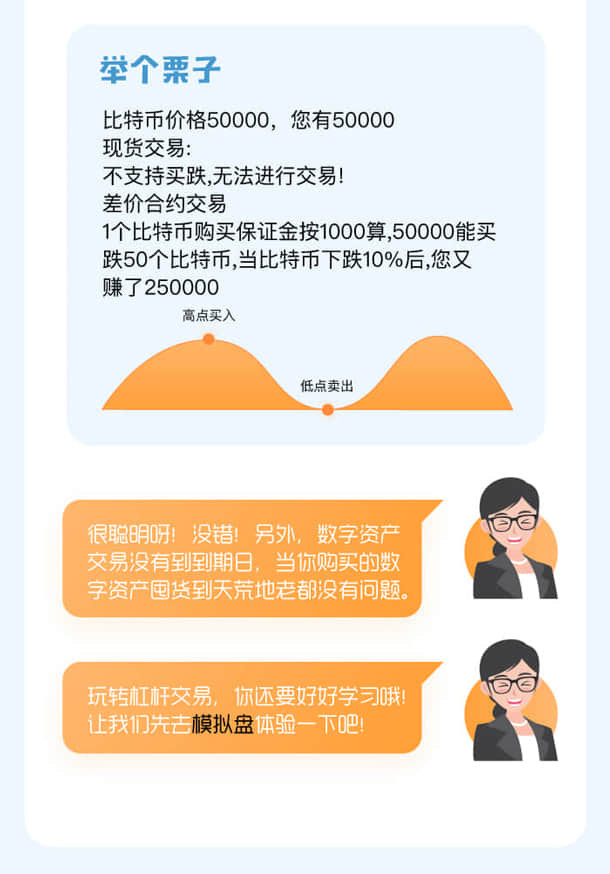 举个栗子
比特币价格50000，您有50000
现货交易:
不支持买跌,无法进行交易!
差价合约交易
1个比特币购买保证金按1000算,50000能买
跌50个比特币,当比特币下跌10%后,您又
赚了250000
高点买入
低点卖出
很聪明呀！没错！另外，数字资产
交易没有到到期日，当你购买的数
字资产囤货到天荒地老都没有问题。
玩转杠杆交易，你还要好好学习哦!
让我们先去模拟盘体验一下吧!